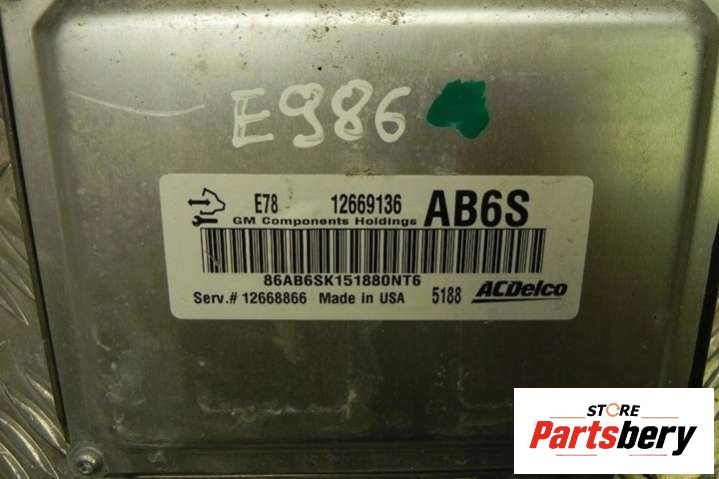 E986
E78 12669136 AB6S
GM Components Holdings
86AB6SK151880NT6
Serv.# 12668866 Made in USA 5188 ACDelco
STORE
Partsbery